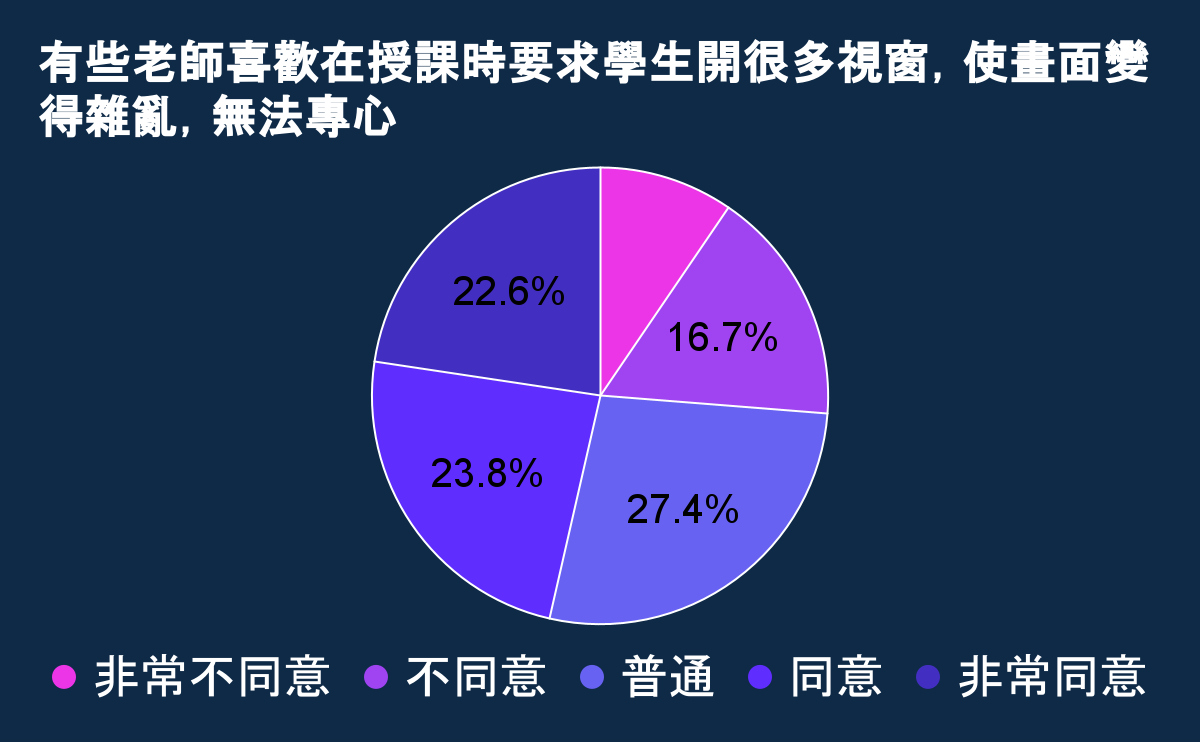 有些老師喜歡在授課時要求學生開很多視窗，使畫面變
得雜亂，無法專心
22.6%
16.7%
23.8%
27.4%
非常不同意 不同意 普通 同意 非常同意